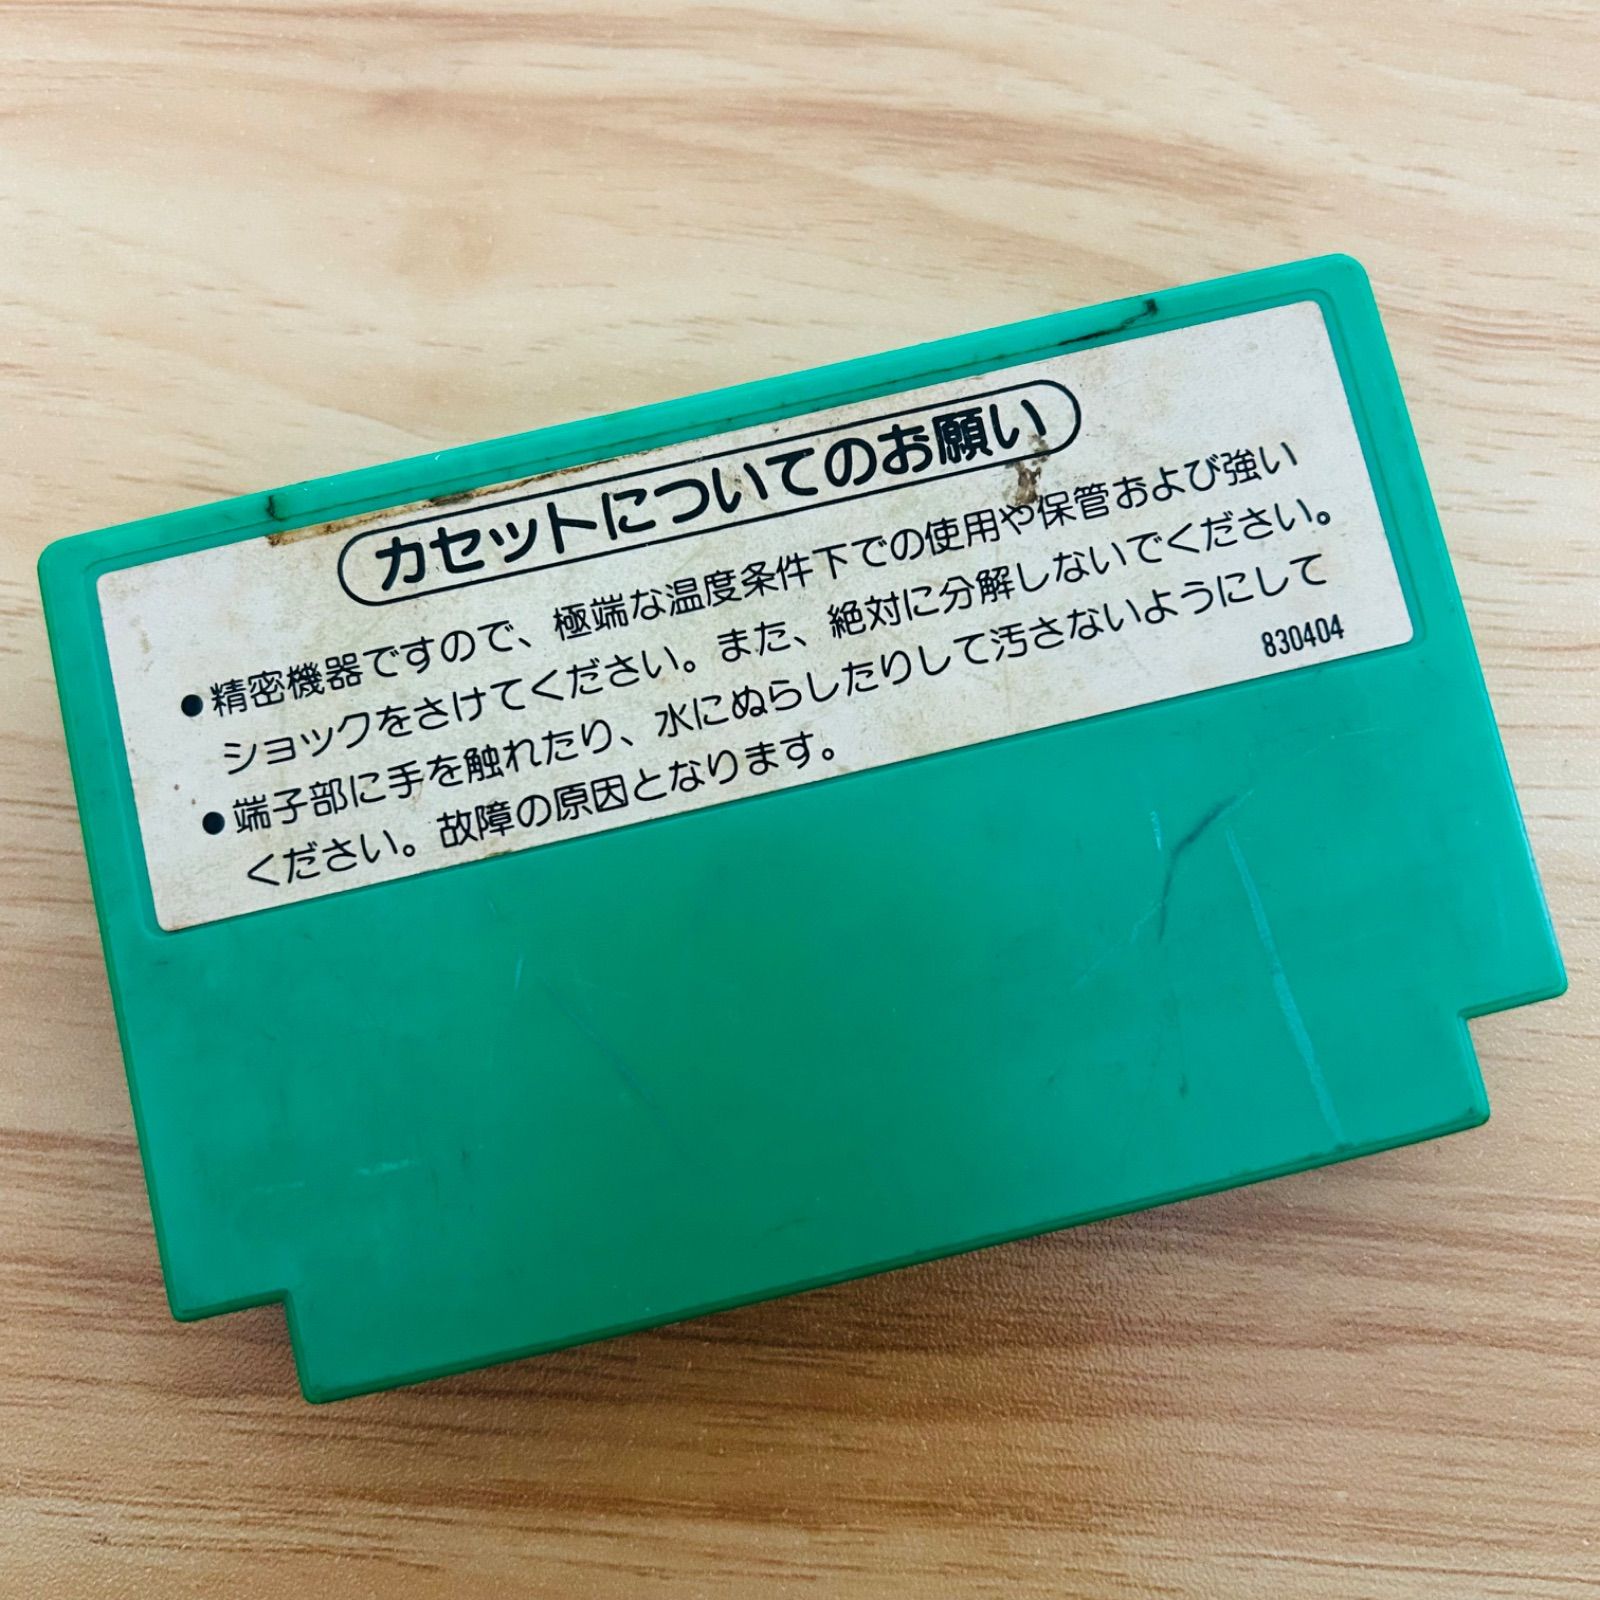 カセットについてのお願い
●精密機器ですので、極端な温度条件下での使用や保管および強い
ショックをさけてください。また、絶対に分解しないでください。
●端子部に手を触れたり、水にぬらしたりして汚さないようにして
ください。故障の原因となります。
830404